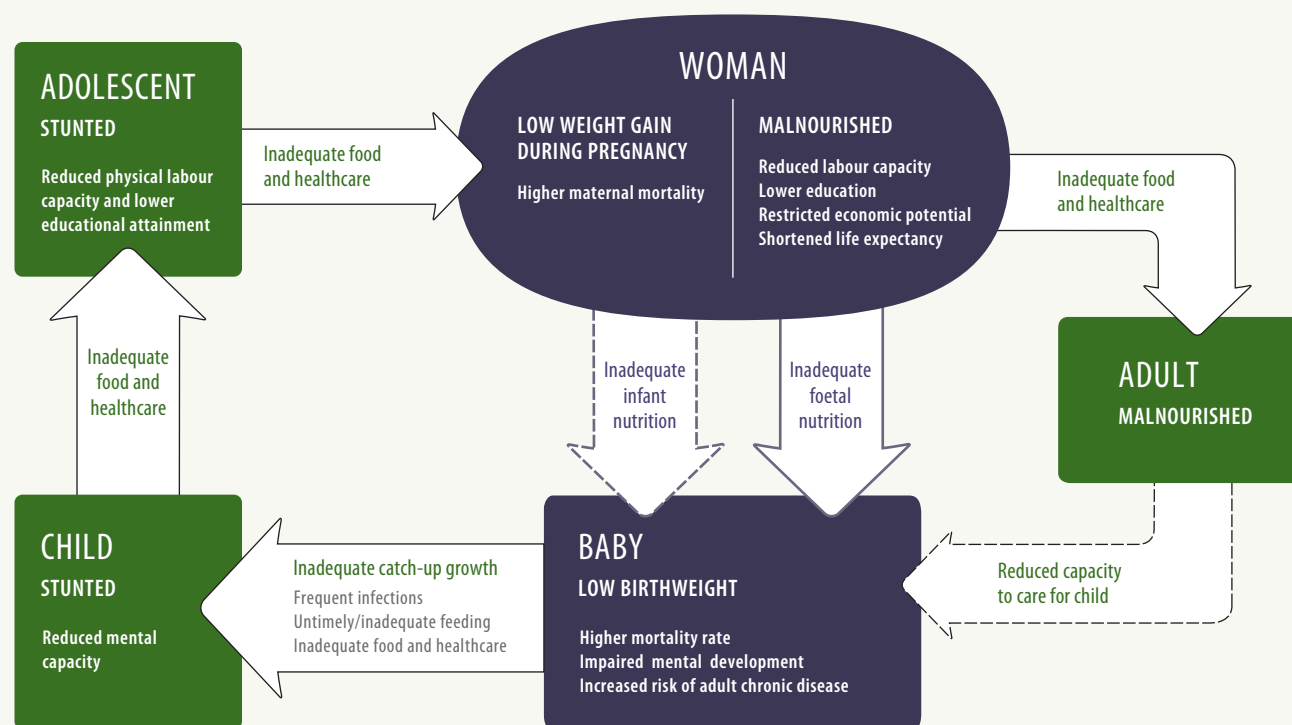 ADOLESCENT
STUNTED
Reduced physical labour
capacity and lower
educational attainment
Inadequate food
and healthcare
WOMAN
LOW WEIGHT GAIN
DURING PREGNANCY
Higher maternal mortality
MALNOURISHED
Reduced labour capacity
Lower education
Restricted economic potential
Shortened life expectancy
Inadequate food
and healthcare
ADULT
MALNOURISHED
Inadequate
food and
healthcare
Inadequate
infant
nutrition
Inadequate
foetal
nutrition
CHILD
STUNTED
Reduced mental
capacity
Inadequate catch-up growth
Frequent infections
Untimely/inadequate feeding
Inadequate food and healthcare
BABY
LOW BIRTHWEIGHT
Higher mortality rate
Impaired mental development
Increased risk of adult chronic disease
Reduced capacity
to care for child